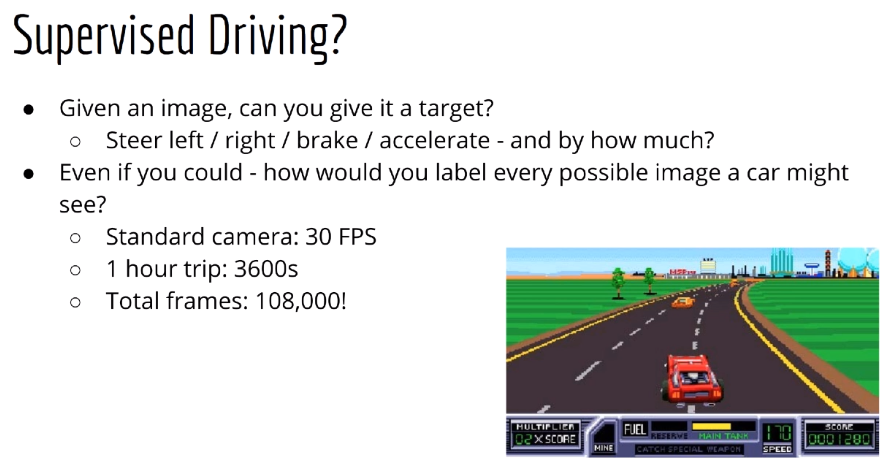 Supervised Driving?
● Given an image, can you give it a target?
○ Steer left / right / brake / accelerate - and by how much?
● Even if you could - how would you label every possible image a car might
see?
○ Standard camera: 30 FPS
○ 1 hour trip: 3600s
○ Total frames: 108,000!
MULTIPLIER
02 X SCORE
MINE
FUEL
RESERVE
MAIN TANK
CATCH SPECIAL WEAPON
170
SPEED
SCORE
0001280